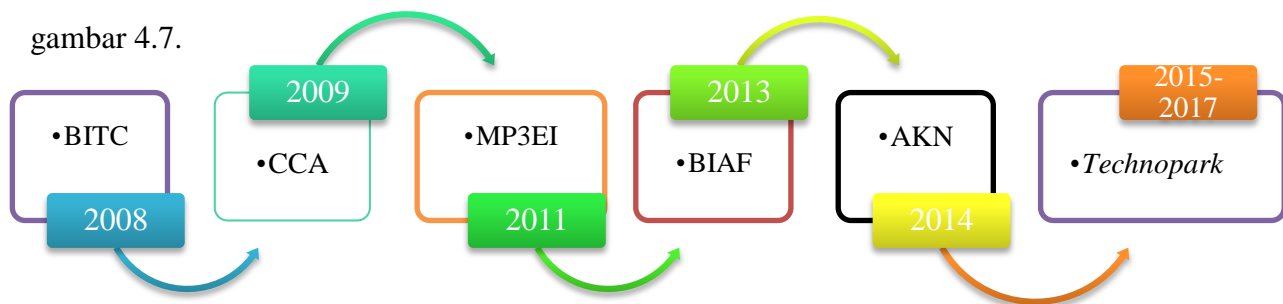 gambar 4.7.
•BITC
2008
2009
•CCA
•MP3EI
2011
2013
•BIAF
•AKN
2014
2015-
2017
•Technopark